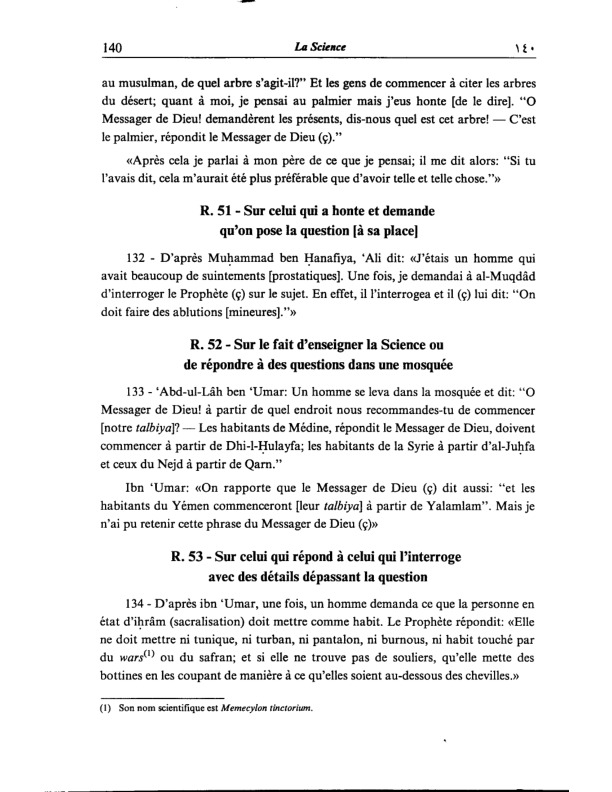 140 La Science ١٤٠
au musulman, de quel arbre s'agit-il?" Et les gens de commencer à citer les arbres
du désert; quant à moi, je pensai au palmier mais j'eus honte [de le dire]. "O
Messager de Dieu! demandèrent les présents, dis-nous quel est cet arbre! — C'est
le palmier, répondit le Messager de Dieu (ç)."
«Après cela je parlai à mon père de ce que je pensai; il me dit alors: "Si tu
l'avais dit, cela m'aurait été plus préférable que d'avoir telle et telle chose."»
R. 51 - Sur celui qui a honte et demande
qu'on pose la question [à sa place]
132 - D'après Muḥammad ben Ḥanafiya, 'Ali dit: «J'étais un homme qui
avait beaucoup de suintements [prostatiques]. Une fois, je demandai à al-Muqdâd
d'interroger le Prophète (ç) sur le sujet. En effet, il l'interrogea et il (ç) lui dit: "On
doit faire des ablutions [mineures]."»
R. 52 - Sur le fait d'enseigner la Science ou
de répondre à des questions dans une mosquée
133 - 'Abd-ul-Lâh ben 'Umar: Un homme se leva dans la mosquée et dit: "O
Messager de Dieu! à partir de quel endroit nous recommandes-tu de commencer
[notre talbiya]? — Les habitants de Médine, répondit le Messager de Dieu, doivent
commencer à partir de Dhi-l-Ḥulayfa; les habitants de la Syrie à partir d'al-Juḥfa
et ceux du Nejd à partir de Qarn."
Ibn 'Umar: «On rapporte que le Messager de Dieu (ç) dit aussi: "et les
habitants du Yémen commenceront [leur talbiya] à partir de Yalamlam". Mais je
n'ai pu retenir cette phrase du Messager de Dieu (ç)»
R. 53 - Sur celui qui répond à celui qui l'interroge
avec des détails dépassant la question
134 - D'après ibn 'Umar, une fois, un homme demanda ce que la personne en
état d'iḥrâm (sacralisation) doit mettre comme habit. Le Prophète répondit: «Elle
ne doit mettre ni tunique, ni turban, ni pantalon, ni burnous, ni habit touché par
du wars(1) ou du safran; et si elle ne trouve pas de souliers, qu'elle mette des
bottines en les coupant de manière à ce qu'elles soient au-dessous des chevilles.»
(1) Son nom scientifique est Memecylon tinctorium.